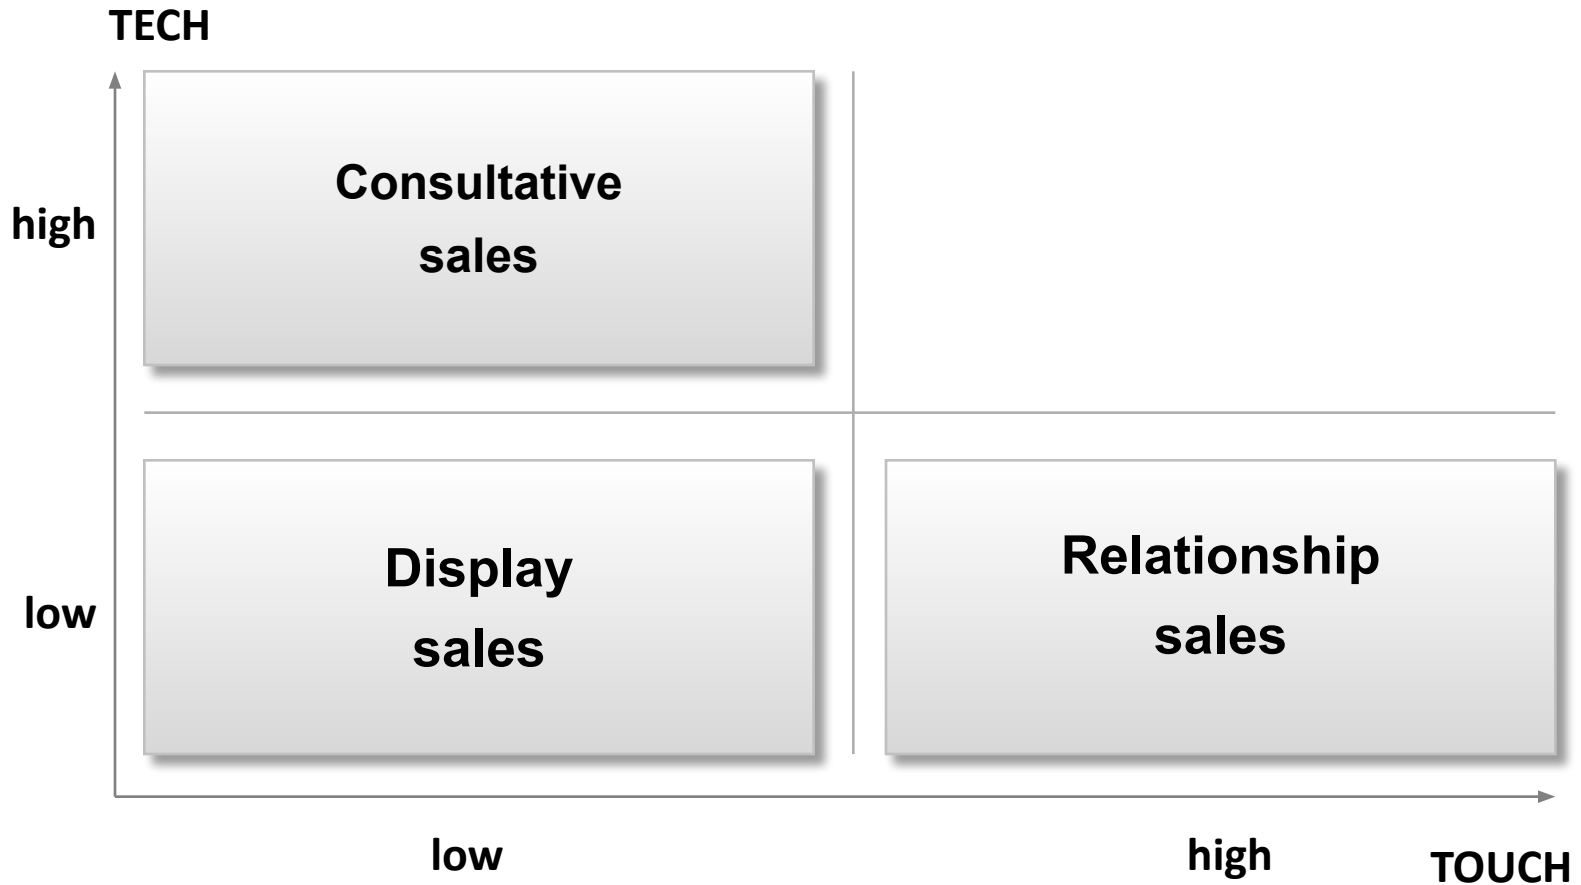 TECH
high
Consultative
sales
low
Display
sales
Relationship
sales
low
high
TOUCH